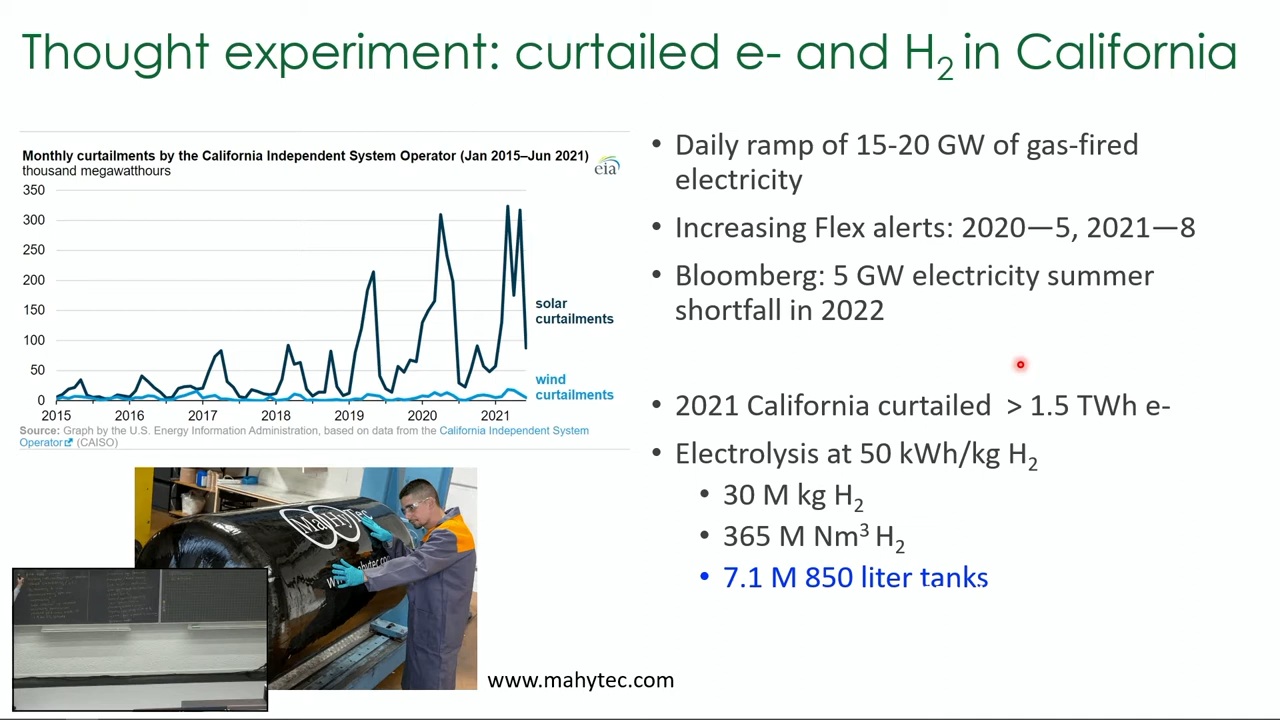 Thought experiment: curtailed e- and H2 in California
Monthly curtailments by the California Independent System Operator (Jan 2015–Jun 2021)
thousand megawatthours
eia
350
300
250
200
150
100
50
0
solar
curtailments
wind
curtailments
2015 2016 2017 2018 2019 2020 2021
Source: Graph by the U.S. Energy Information Administration, based on data from the California Independent System
Operator (CAISO)
• Daily ramp of 15-20 GW of gas-fired
electricity
• Increasing Flex alerts: 2020—5, 2021—8
• Bloomberg: 5 GW electricity summer
shortfall in 2022
• 2021 California curtailed > 1.5 TWh e-
• Electrolysis at 50 kWh/kg H2
• 30 M kg H2
• 365 M Nm3 H2
• 7.1 M 850 liter tanks
MaHyTec
www.mahytec.com